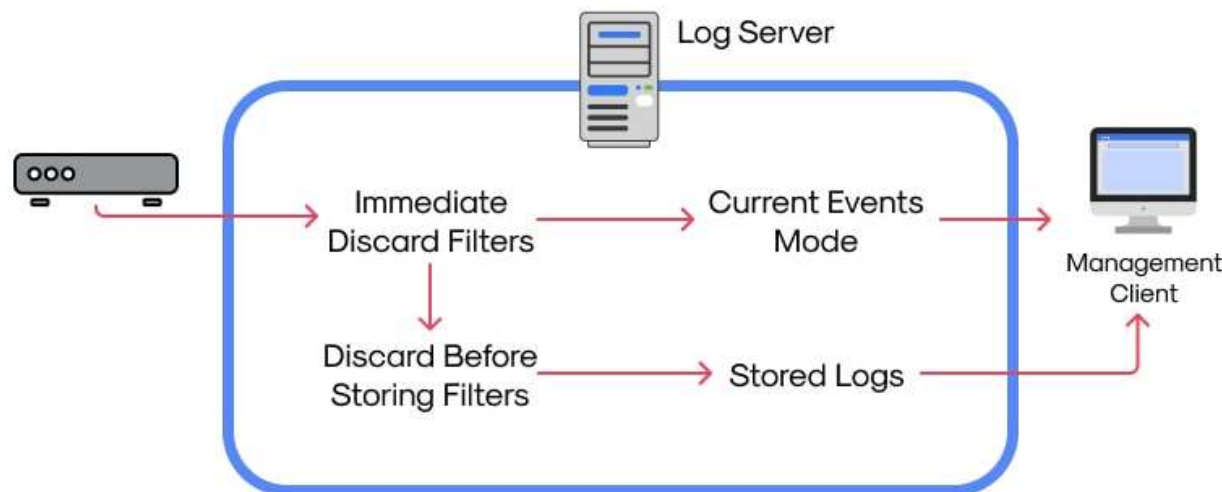 Log Server
Immediate
Discard Filters
Current Events
Mode
Management
Client
Discard Before
Storing Filters
Stored Logs